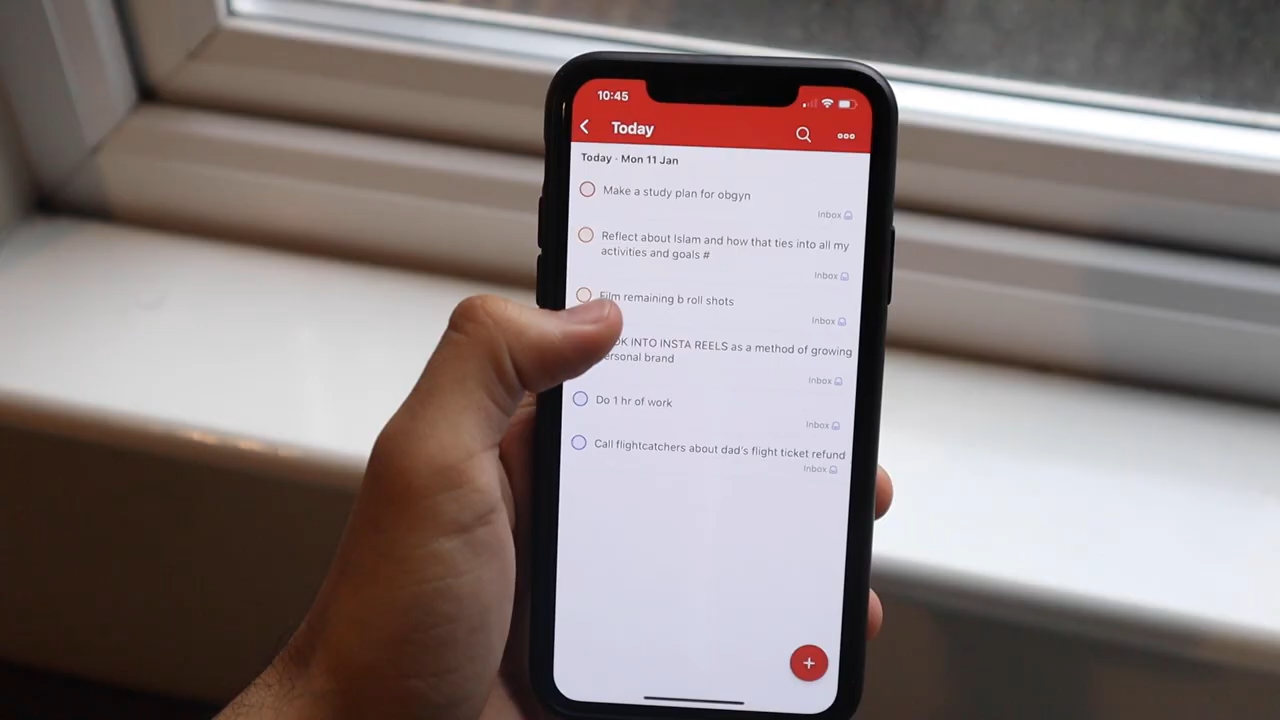 10:45
Today
Today · Mon 11 Jan
Make a study plan for obgyn
Inbox
Reflect about Islam and how that ties into all my
activities and goals #
Inbox
Film remaining b roll shots
Inbox
INTO INSTA REELS as a method of growing
brand
Inbox
Do 1 hr of work
Inbox
Call flightcatchers about dad's flight ticket refund
Inbox